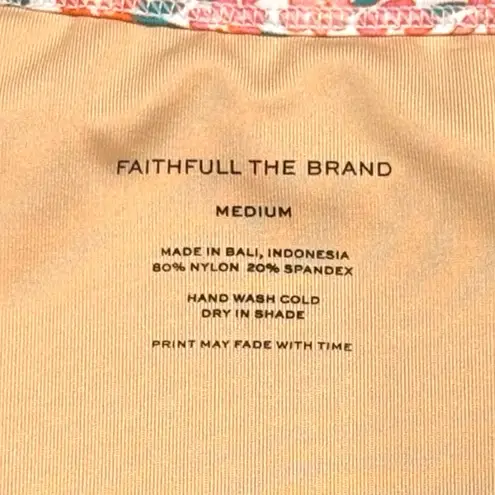 FAITHFULL THE BRAND
MEDIUM
MADE IN BALI, INDONESIA
80% NYLON 20% SPANDEX
HAND WASH COLD
DRY IN SHADE
PRINT MAY FADE WITH TIME